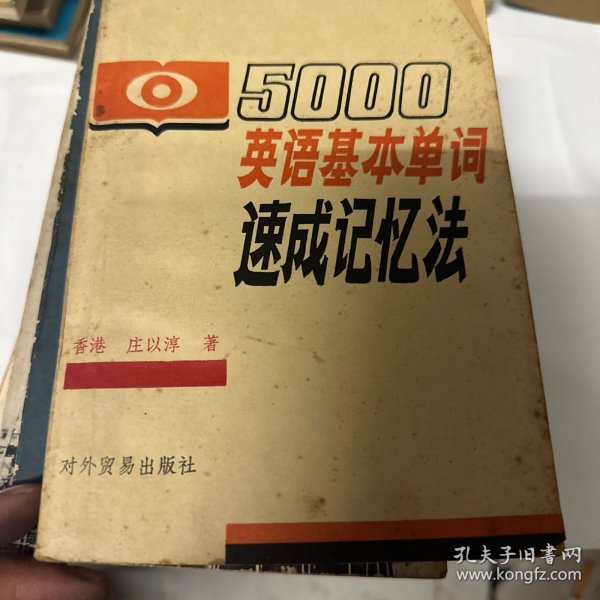 5000
英语基本单词
速成记忆法
香港 庄以淳 著
对外贸易出版社
孔夫子旧书网
www.kongfz.com